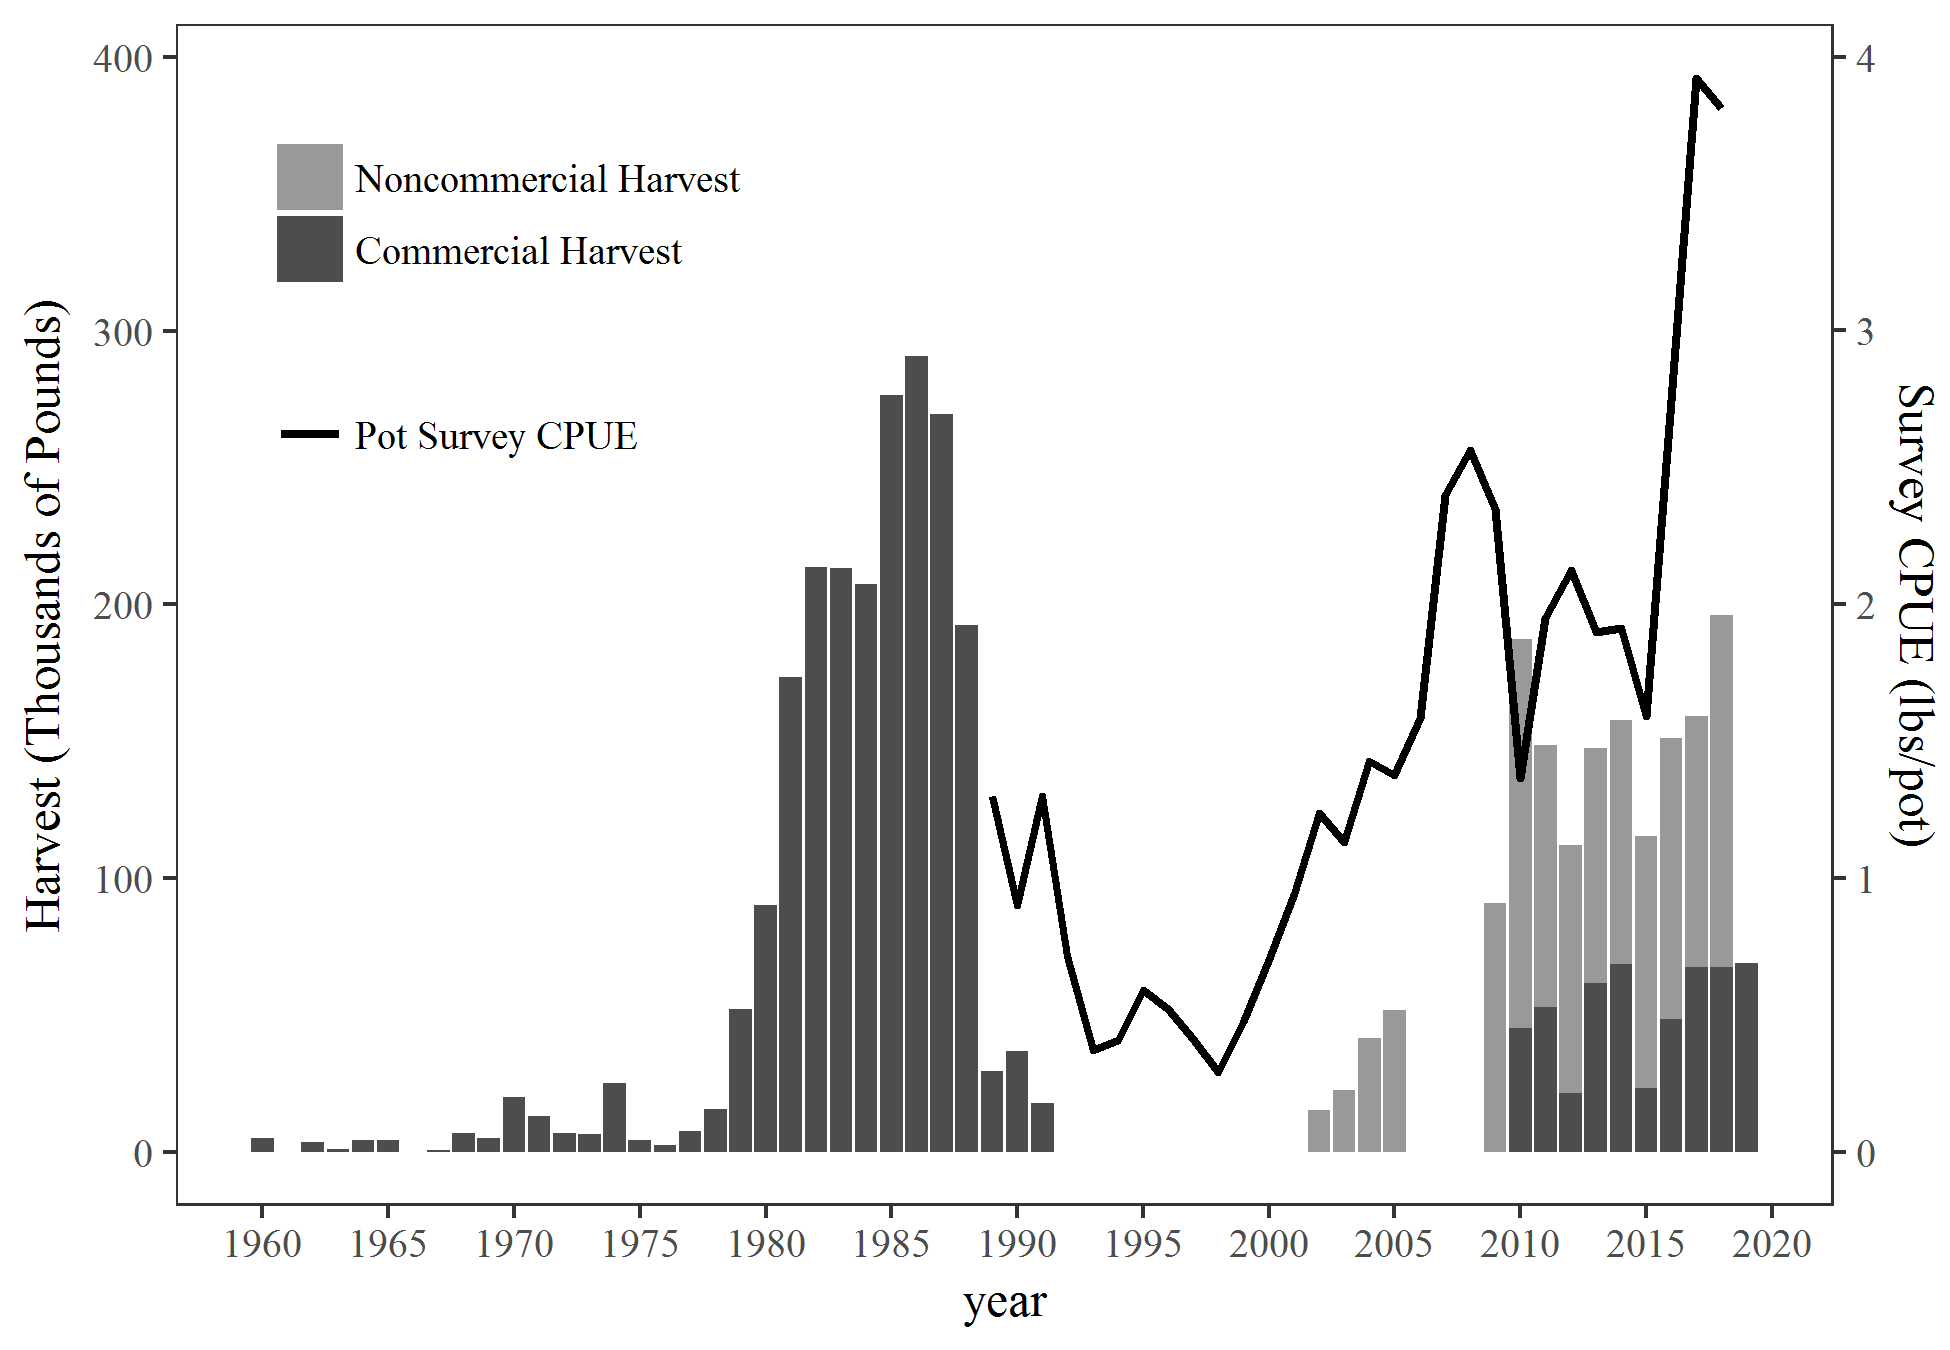 400
300
200
100
0
Harvest (Thousands of Pounds)
Noncommercial Harvest
Commercial Harvest
Pot Survey CPUE
4
3
2
1
0
Survey CPUE (lbs/pot)
1960 1965 1970 1975 1980 1985 1990 1995 2000 2005 2010 2015 2020
year